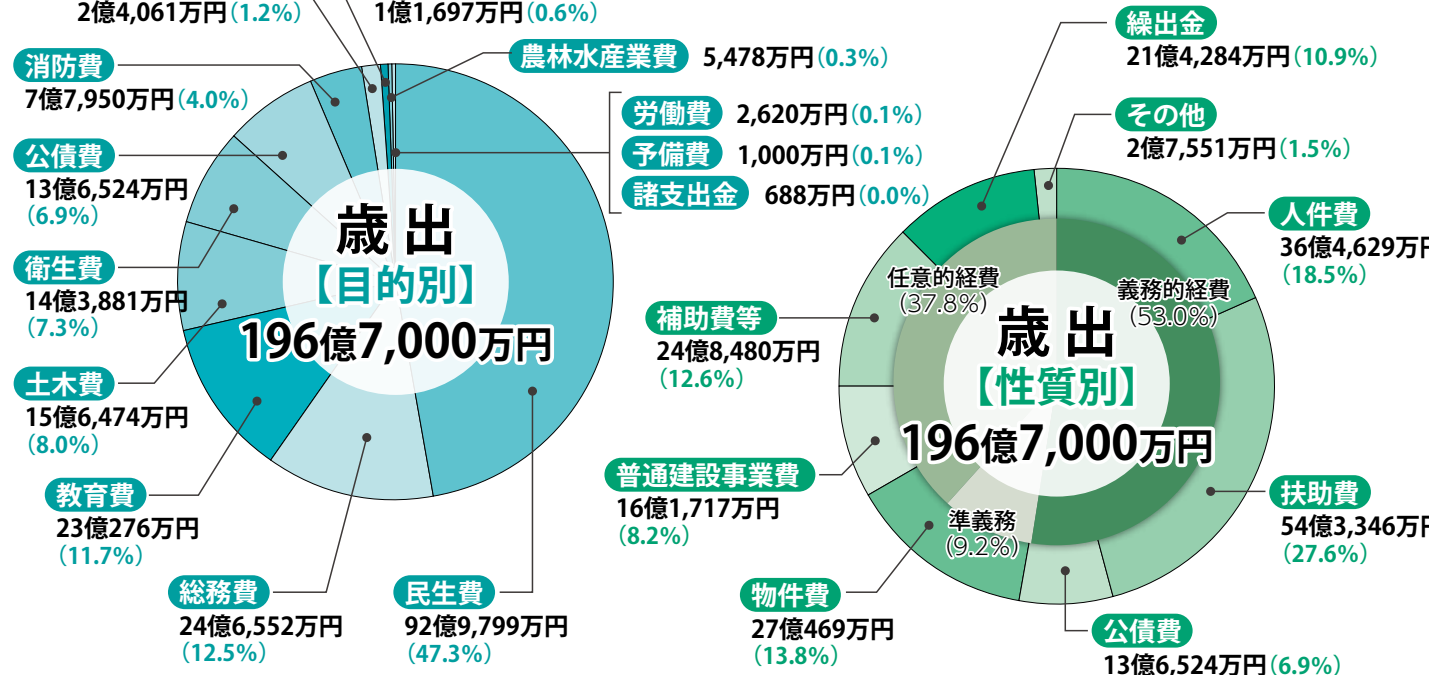 2億4,061万円(1.2%)
1億1,697万円(0.6%)
農林水産業費 5,478万円(0.3%)
労働費 2,620万円(0.1%)
予備費 1,000万円(0.1%)
諸支出金 688万円(0.0%)
消防費
7億7,950万円(4.0%)
公債費
13億6,524万円
(6.9%)
衛生費
14億3,881万円
(7.3%)
土木費
15億6,474万円
(8.0%)
教育費
23億276万円
(11.7%)
総務費
24億6,552万円
(12.5%)
民生費
92億9,799万円
(47.3%)
歳出
【目的別】
196億7,000万円
繰出金
21億4,284万円(10.9%)
その他
2億7,551万円(1.5%)
人件費
36億4,629万円
(18.5%)
扶助費
54億3,346万円
(27.6%)
公債費
13億6,524万円(6.9%)
物件費
27億469万円
(13.8%)
普通建設事業費
16億1,717万円
(8.2%)
補助費等
24億8,480万円
(12.6%)
任意的経費
(37.8%)
義務的経費
(53.0%)
準義務
(9.2%)
歳出
【性質別】
196億7,000万円